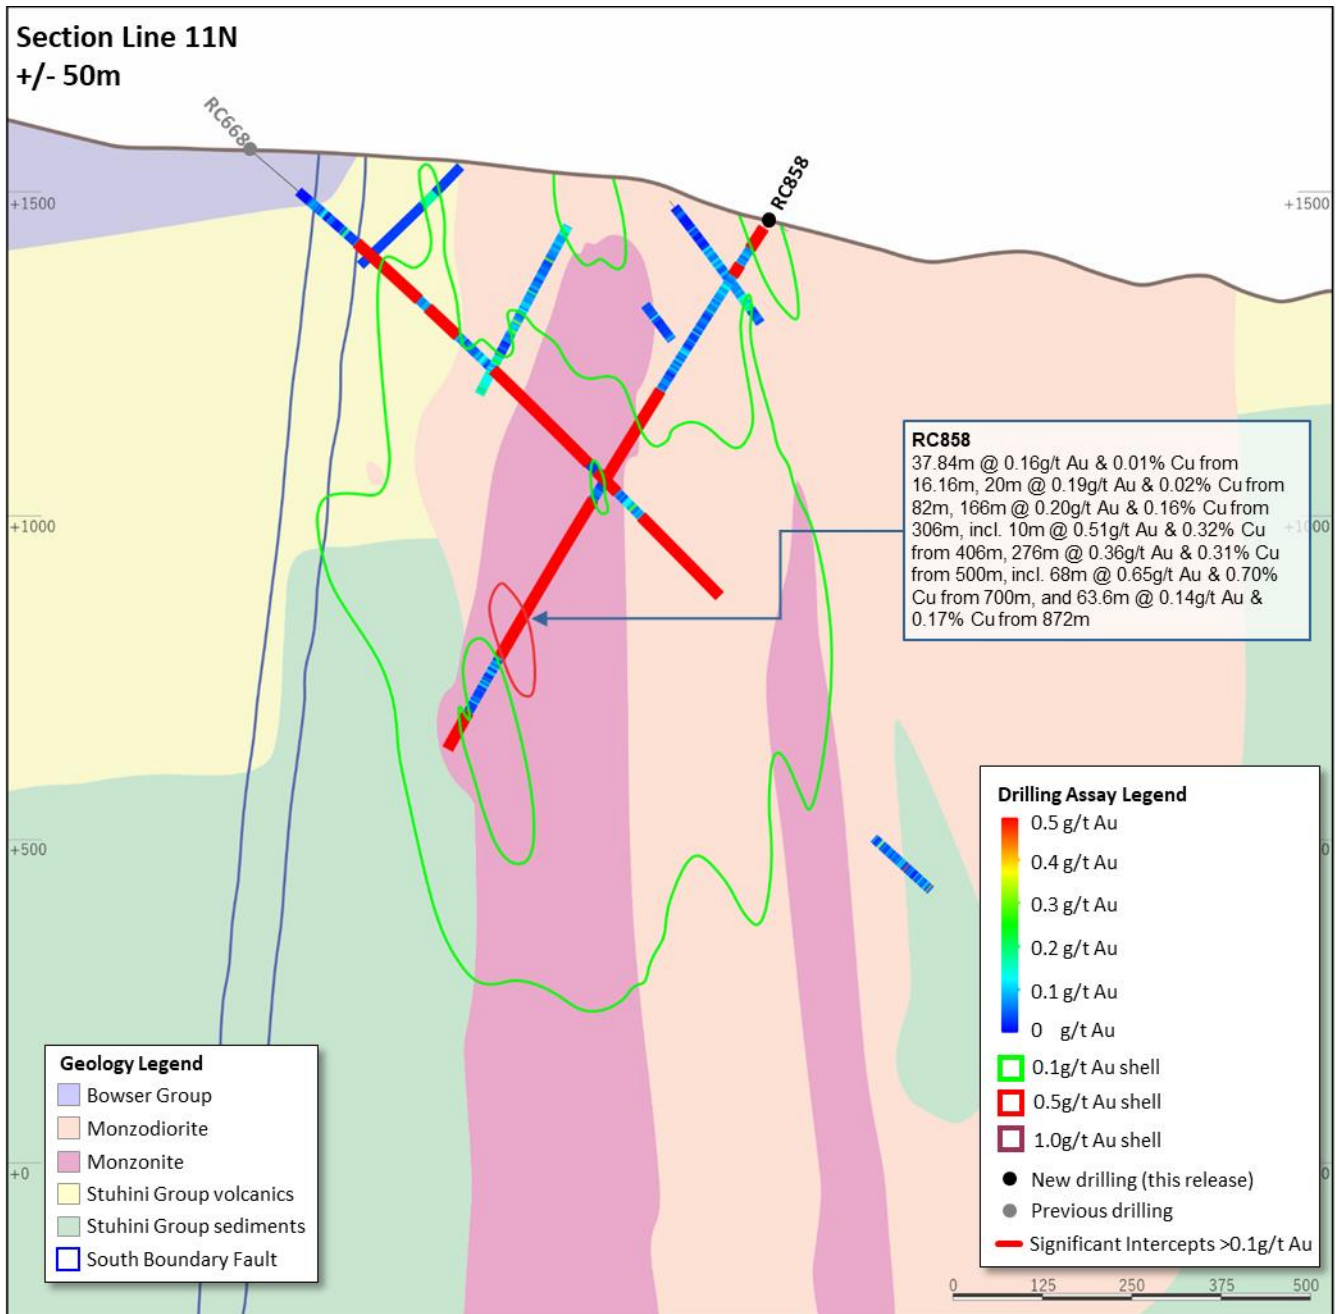 Section Line 11N
+/- 50m
RC668
RC858
+1500
+1500
RC858
37.84m @ 0.16g/t Au & 0.01% Cu from
16.16m, 20m @ 0.19g/t Au & 0.02% Cu from
82m, 166m @ 0.20g/t Au & 0.16% Cu from
306m, incl. 10m @ 0.51g/t Au & 0.32% Cu
from 406m, 276m @ 0.36g/t Au & 0.31% Cu
from 500m, incl. 68m @ 0.65g/t Au & 0.70%
Cu from 700m, and 63.6m @ 0.14g/t Au &
0.17% Cu from 872m
+1000
+1000
+500
0
Drilling Assay Legend
0.5 g/t Au
0.4 g/t Au
0.3 g/t Au
0.2 g/t Au
0.1 g/t Au
0 g/t Au
0.1g/t Au shell
0.5g/t Au shell
1.0g/t Au shell
New drilling (this release)
Previous drilling
Significant Intercepts >0.1g/t Au
Geology Legend
Bowser Group
Monzodiorite
Monzonite
Stuhini Group volcanics
Stuhini Group sediments
South Boundary Fault
+0
0
0 125 250 375 500